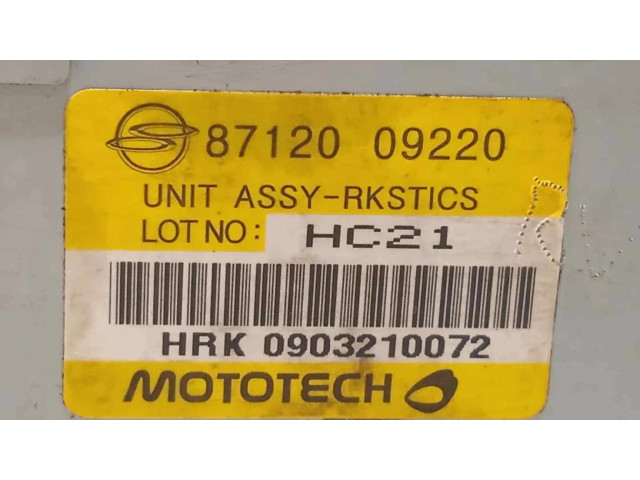 87120 09220
UNIT ASSY-RKSTICS
LOT NO: HC21
HRK 0903210072
MOTOTECH